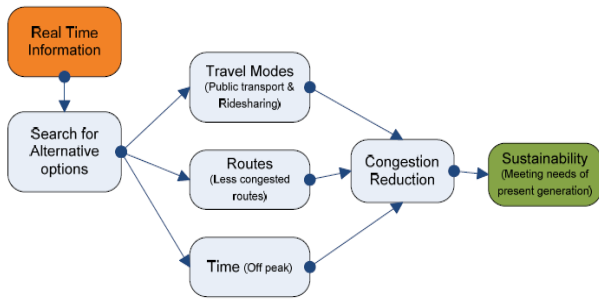 Real Time
Information
Search for
Alternative
options
Travel Modes
(Public transport &
Ridesharing)
Routes
(Less congested
routes)
Time (Off peak)
Congestion
Reduction
Sustainability
(Meeting needs of
present generation)